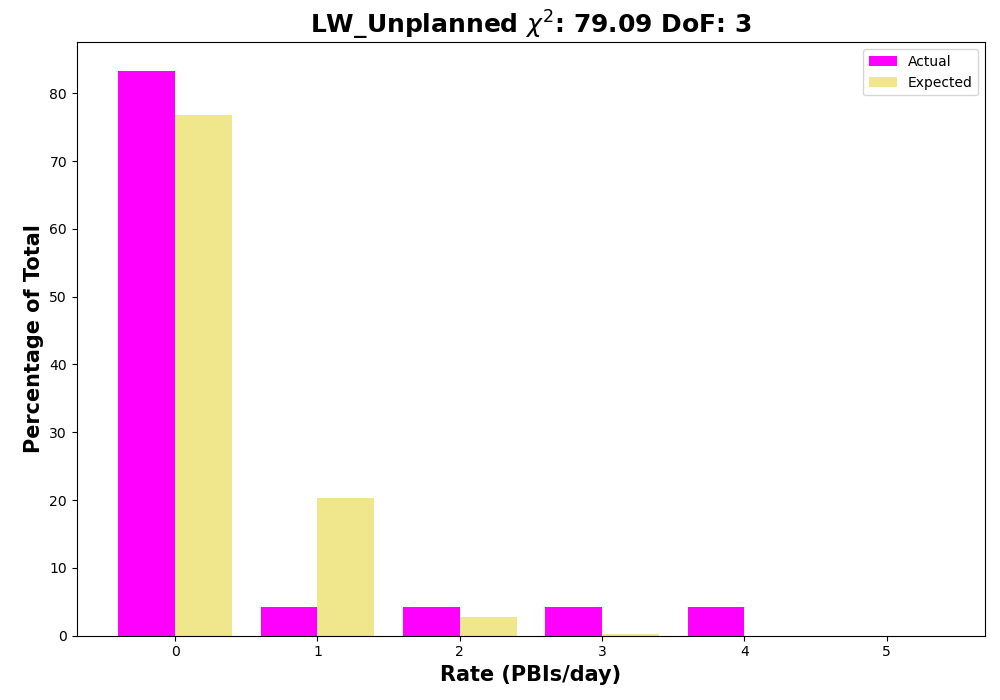 LW_Unplanned χ²: 79.09 DoF: 3
Actual
Expected
Percentage of Total
80
70
60
50
40
30
20
10
0
0 1 2 3 4 5
Rate (PBIs/day)